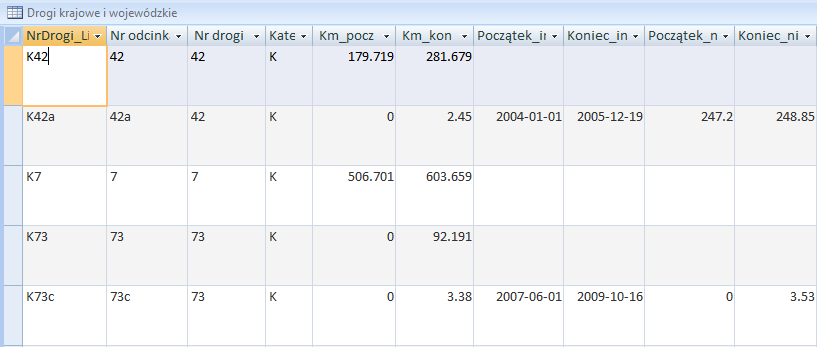 Drogi krajowe i wojewódzkie
NrDrogi_Li Nr odcink Nr drogi Kate Km_pocz Km_kon Początek_in Koniec_in Początek_n Koniec_ni
K42 42 42 K 179.719 281.679
K42a 42a 42 K 0 2.45 2004-01-01 2005-12-19 247.2 248.85
K7 7 7 K 506.701 603.659
K73 73 73 K 0 92.191
K73c 73c 73 K 0 3.38 2007-06-01 2009-10-16 0 3.53